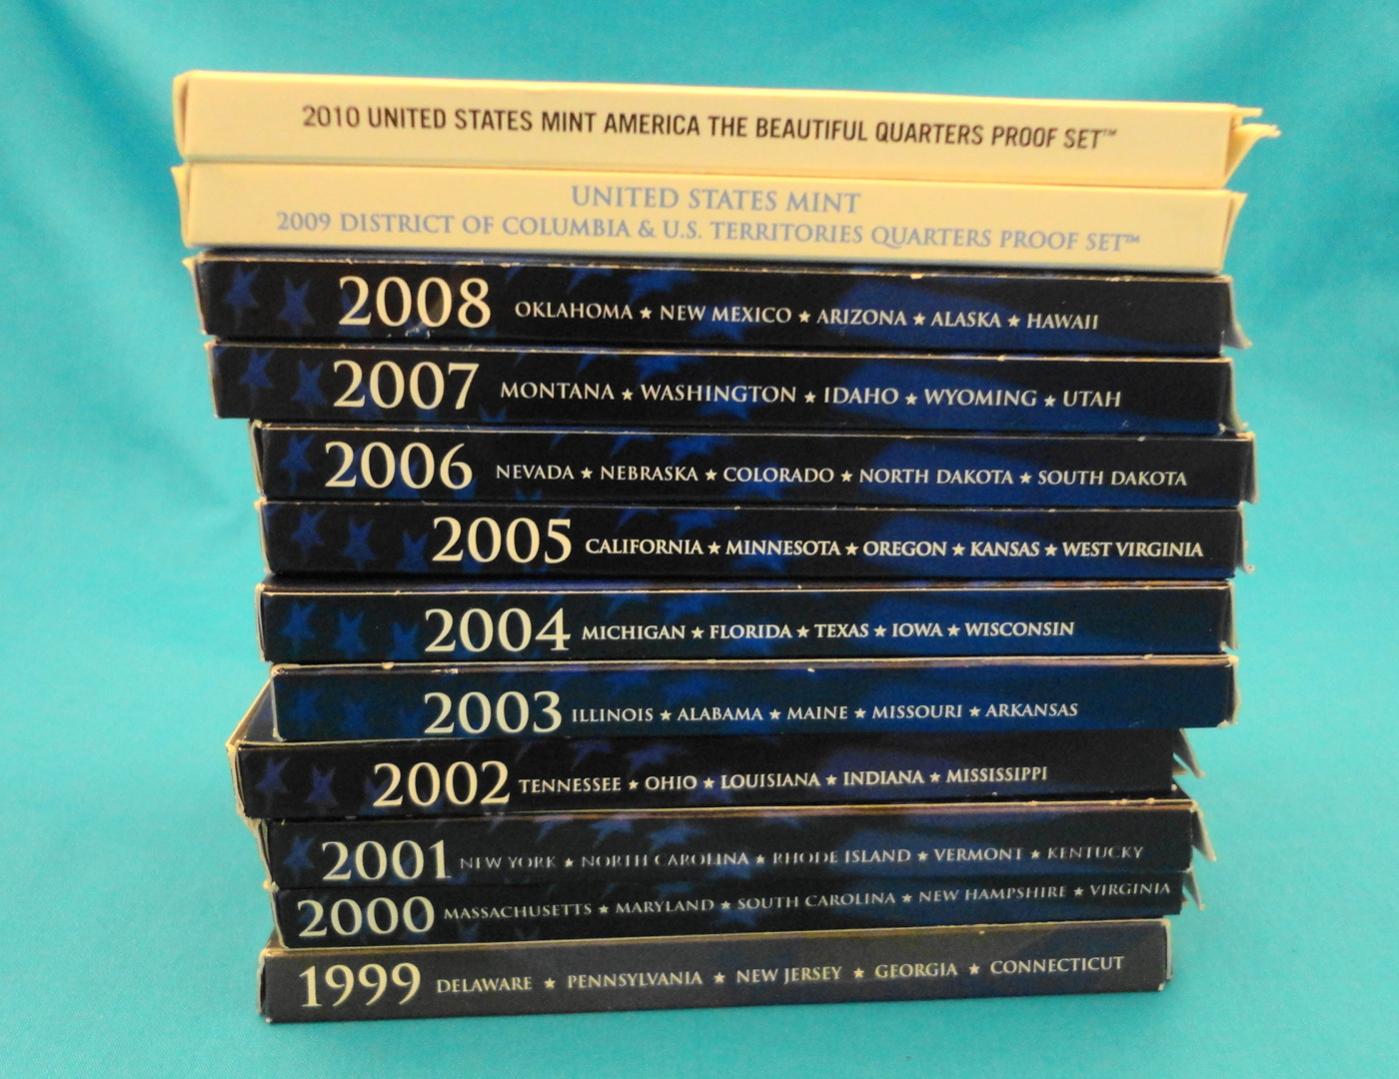 2010 UNITED STATES MINT AMERICA THE BEAUTIFUL QUARTERS PROOF SET™
UNITED STATES MINT
2009 DISTRICT OF COLUMBIA & U.S. TERRITORIES QUARTERS PROOF SET™
2008 OKLAHOMA ★ NEW MEXICO ★ ARIZONA ★ ALASKA ★ HAWAII
2007 MONTANA ★ WASHINGTON ★ IDAHO ★ WYOMING ★ UTAH
2006 NEVADA ★ NEBRASKA ★ COLORADO ★ NORTH DAKOTA ★ SOUTH DAKOTA
2005 CALIFORNIA ★ MINNESOTA ★ OREGON ★ KANSAS ★ WEST VIRGINIA
2004 MICHIGAN ★ FLORIDA ★ TEXAS ★ IOWA ★ WISCONSIN
2003 ILLINOIS ★ ALABAMA ★ MAINE ★ MISSOURI ★ ARKANSAS
2002 TENNESSEE ★ OHIO ★ LOUISIANA ★ INDIANA ★ MISSISSIPPI
2001 NEW YORK ★ NORTH CAROLINA ★ RHODE ISLAND ★ VERMONT ★ KENTUCKY
2000 MASSACHUSETTS ★ MARYLAND ★ SOUTH CAROLINA ★ NEW HAMPSHIRE ★ VIRGINIA
1999 DELAWARE ★ PENNSYLVANIA ★ NEW JERSEY ★ GEORGIA ★ CONNECTICUT